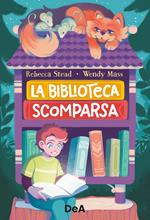 Rebecca Stead • Wendy Mass
LA BIBLIOTECA
SCOMPARSA
DeA